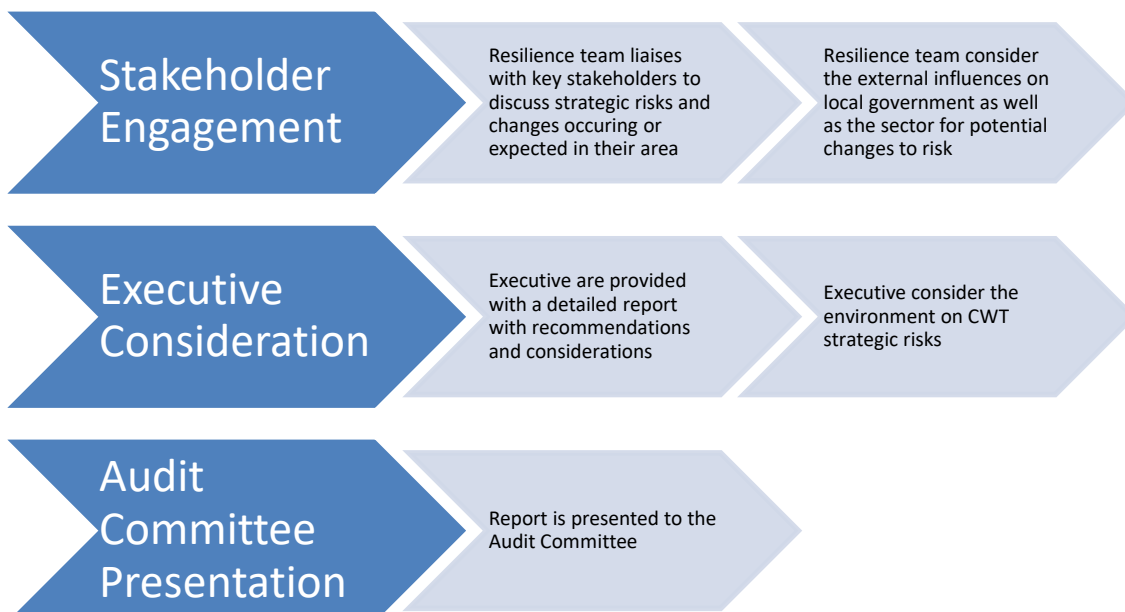 Stakeholder
Engagement
Resilience team liaises
with key stakeholders to
discuss strategic risks and
changes occuring or
expected in their area
Resilience team consider
the external influences on
local government as well
as the sector for potential
changes to risk
Executive
Consideration
Executive are provided
with a detailed report
with recommendations
and considerations
Executive consider the
environment on CWT
strategic risks
Audit
Committee
Presentation
Report is presented to the
Audit Committee